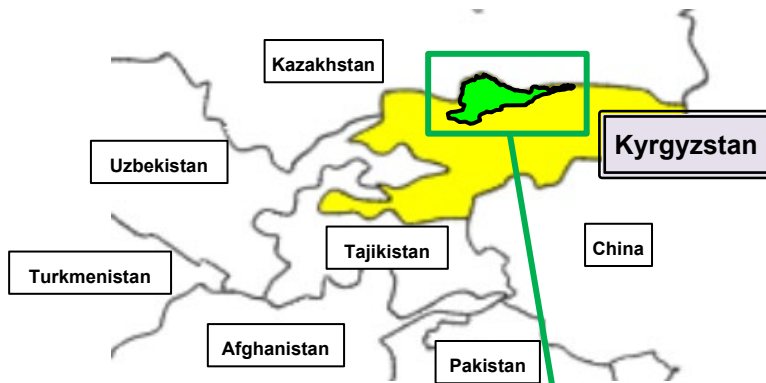 Kazakhstan
Kyrgyzstan
Uzbekistan
Tajikistan
China
Turkmenistan
Afghanistan
Pakistan